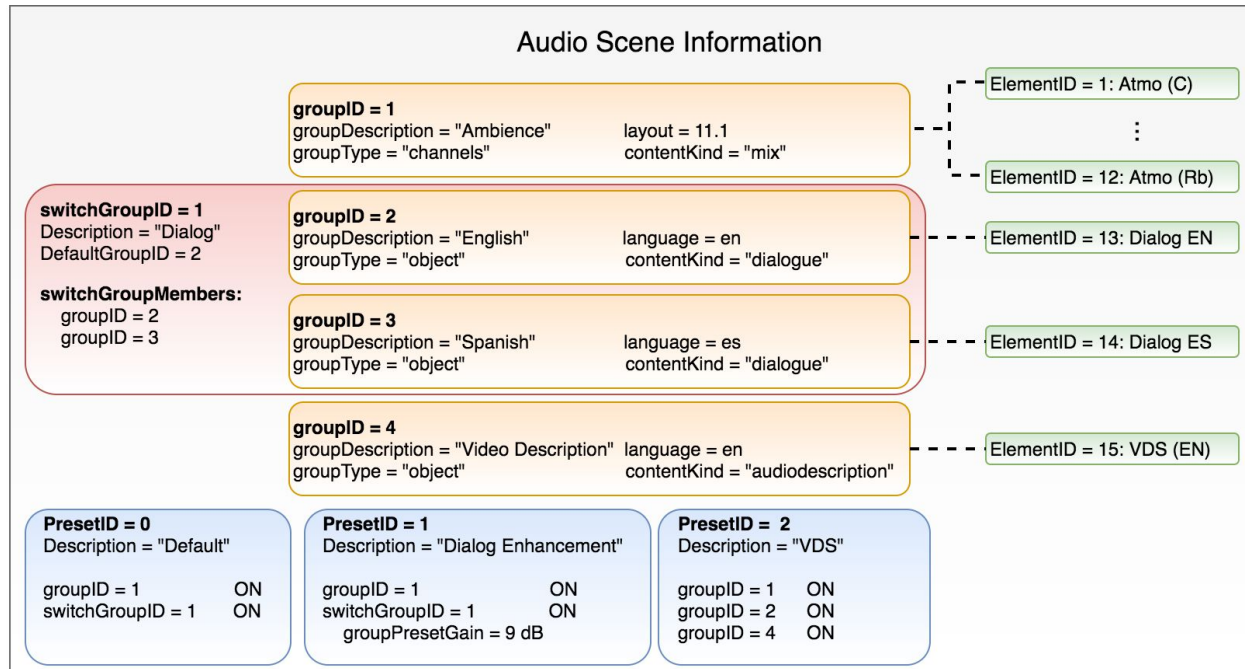 Audio Scene Information
groupID = 1
groupDescription = "Ambience" layout = 11.1
groupType = "channels" contentKind = "mix"
ElementID = 1: Atmo (C)
⋮
ElementID = 12: Atmo (Rb)
switchGroupID = 1
Description = "Dialog"
DefaultGroupID = 2
switchGroupMembers:
groupID = 2
groupID = 3
groupID = 2
groupDescription = "English" language = en
groupType = "object" contentKind = "dialogue"
ElementID = 13: Dialog EN
groupID = 3
groupDescription = "Spanish" language = es
groupType = "object" contentKind = "dialogue"
ElementID = 14: Dialog ES
groupID = 4
groupDescription = "Video Description" language = en
groupType = "object" contentKind = "audiodescription"
ElementID = 15: VDS (EN)
PresetID = 0
Description = "Default"
groupID = 1 ON
switchGroupID = 1 ON
PresetID = 1
Description = "Dialog Enhancement"
groupID = 1 ON
switchGroupID = 1 ON
groupPresetGain = 9 dB
PresetID = 2
Description = "VDS"
groupID = 1 ON
groupID = 2 ON
groupID = 4 ON